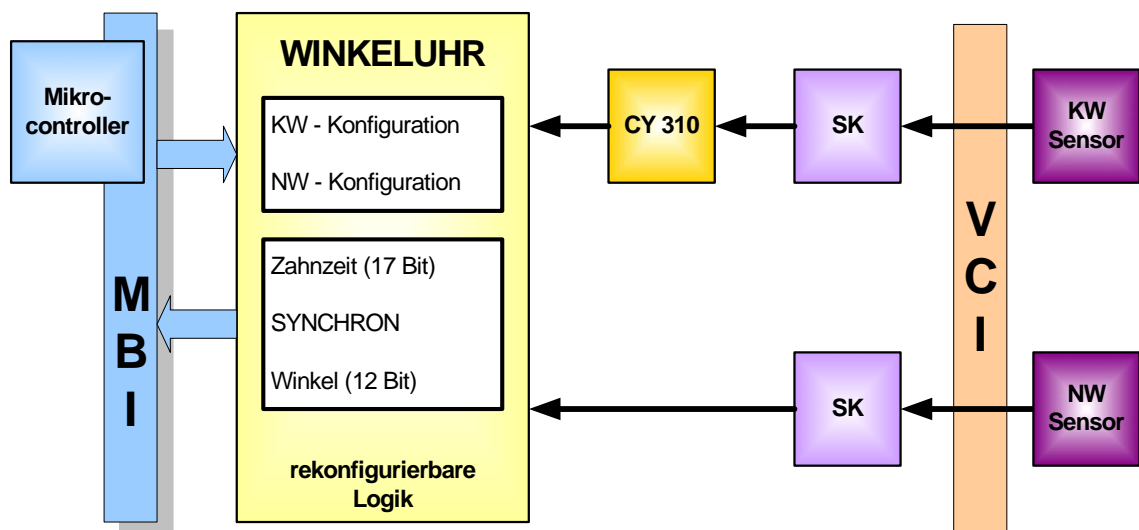 Mikro-
controller
M
B
I
WINKELUHR
KW - Konfiguration
NW - Konfiguration
Zahnzeit (17 Bit)
SYNCHRON
Winkel (12 Bit)
rekonfigurierbare
Logik
CY 310
SK
SK
V
C
I
KW
Sensor
NW
Sensor